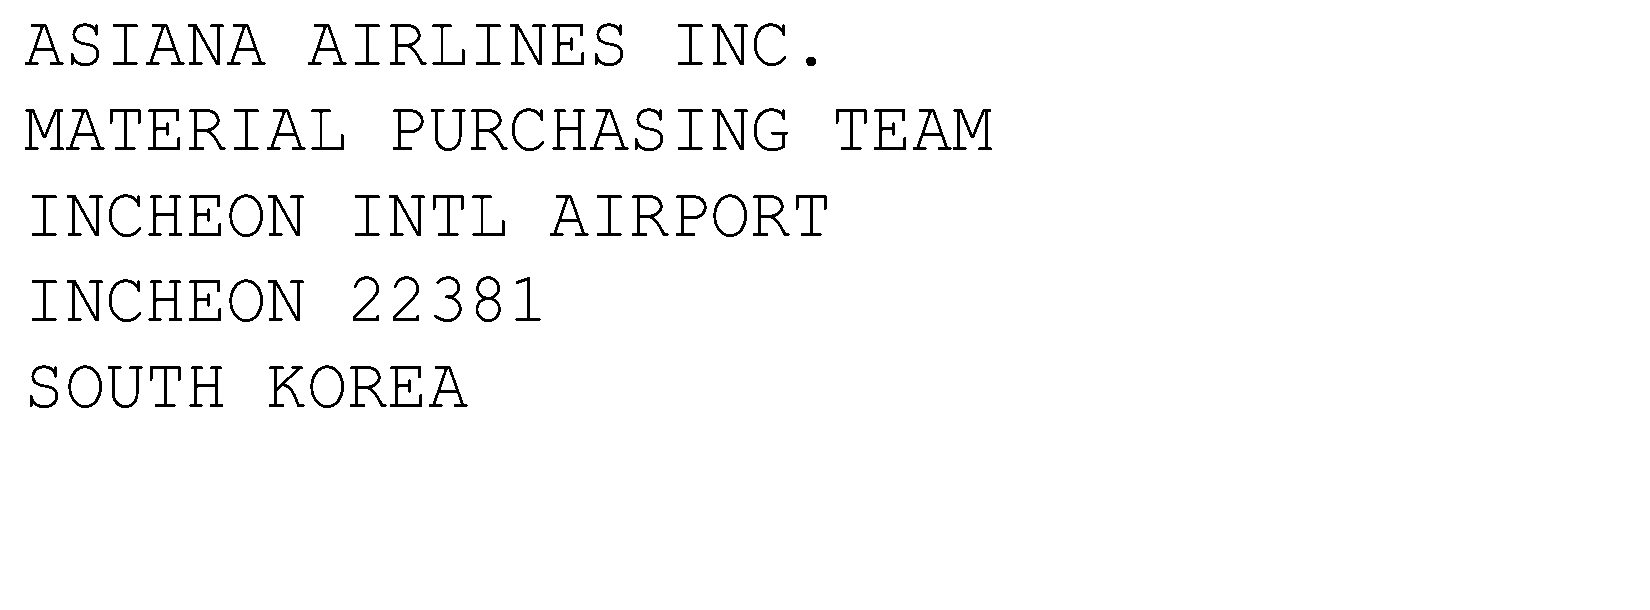 ASIANA AIRLINES INC.
MATERIAL PURCHASING TEAM
INCHEON INTL AIRPORT
INCHEON 22381
SOUTH KOREA